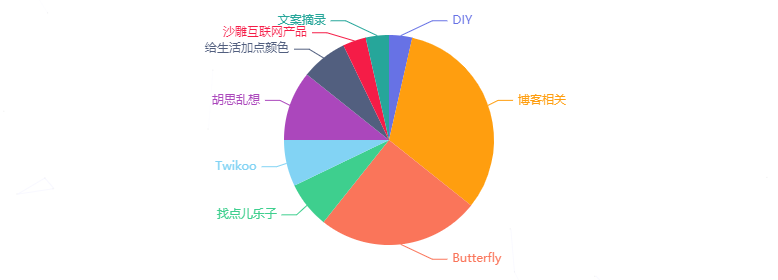 文案摘录
DIY
沙雕互联网产品
给生活加点颜色
胡思乱想
博客相关
Twikoo
找点儿乐子
Butterfly